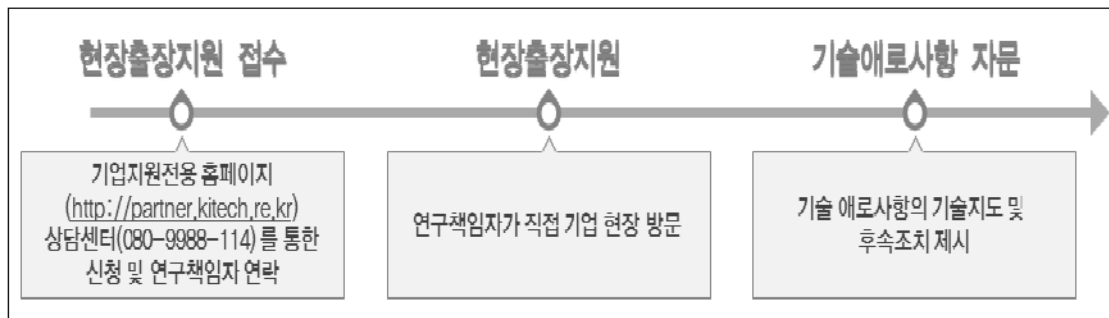 현장출장지원 접수
현장출장지원
기술애로사항 자문
기업지원전용 홈페이지
(http://partner.kitech.re.kr)
상담센터(080-9988-114)를 통한
신청 및 연구책임자 연락
연구책임자가 직접 기업 현장 방문
기술 애로사항의 기술지도 및
후속조치 제시